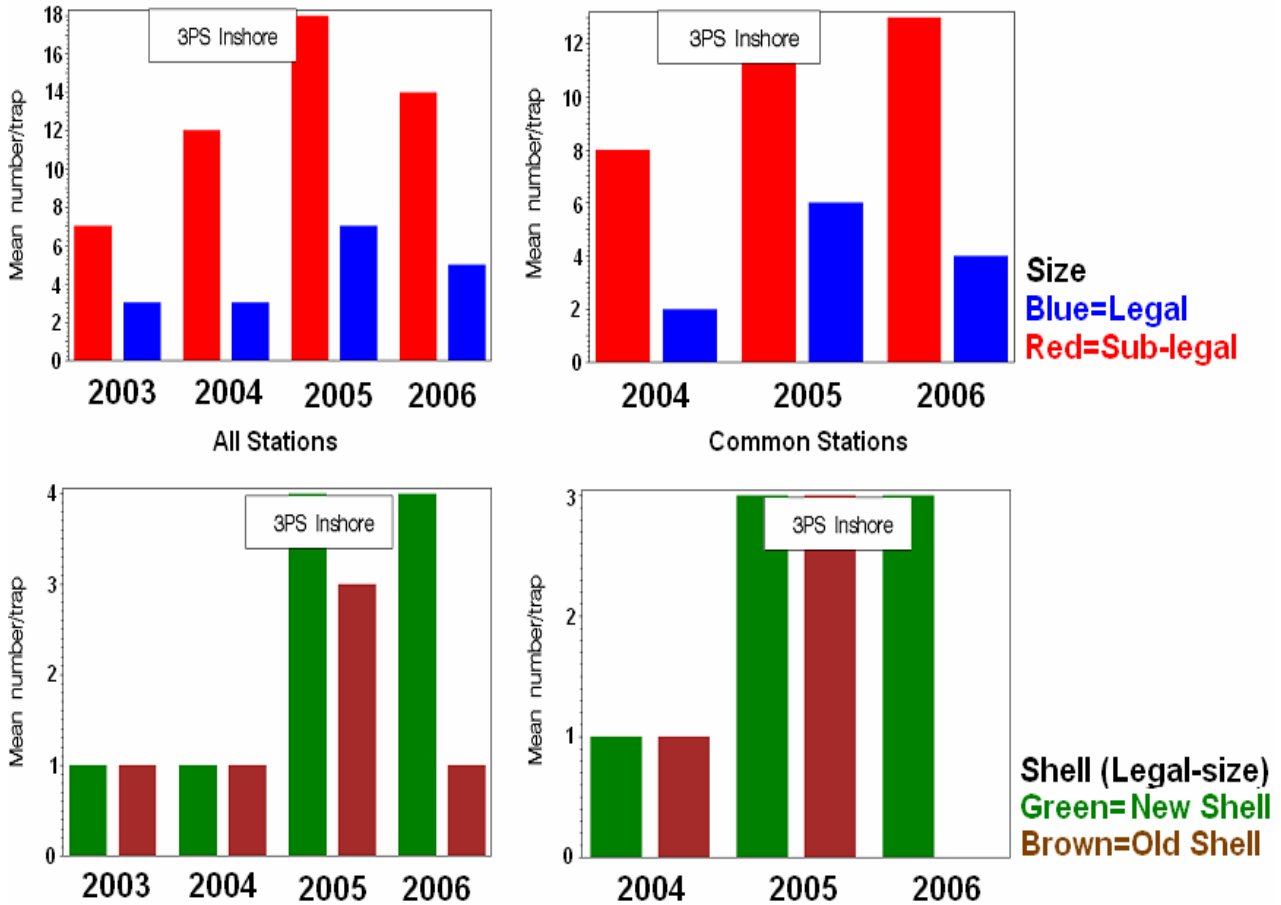 Mean number/trap
18
16
14
12
10
8
6
4
2
0
3PS Inshore
2003 2004 2005 2006
All Stations
Mean number/trap
12
10
8
6
4
2
0
3PS Inshore
2004 2005 2006
Common Stations
Size
Blue=Legal
Red=Sub-legal
Mean number/trap
4
3
2
1
0
3PS Inshore
2003 2004 2005 2006
Mean number/trap
3
2
1
0
3PS Inshore
2004 2005 2006
Shell (Legal-size)
Green=New Shell
Brown=Old Shell